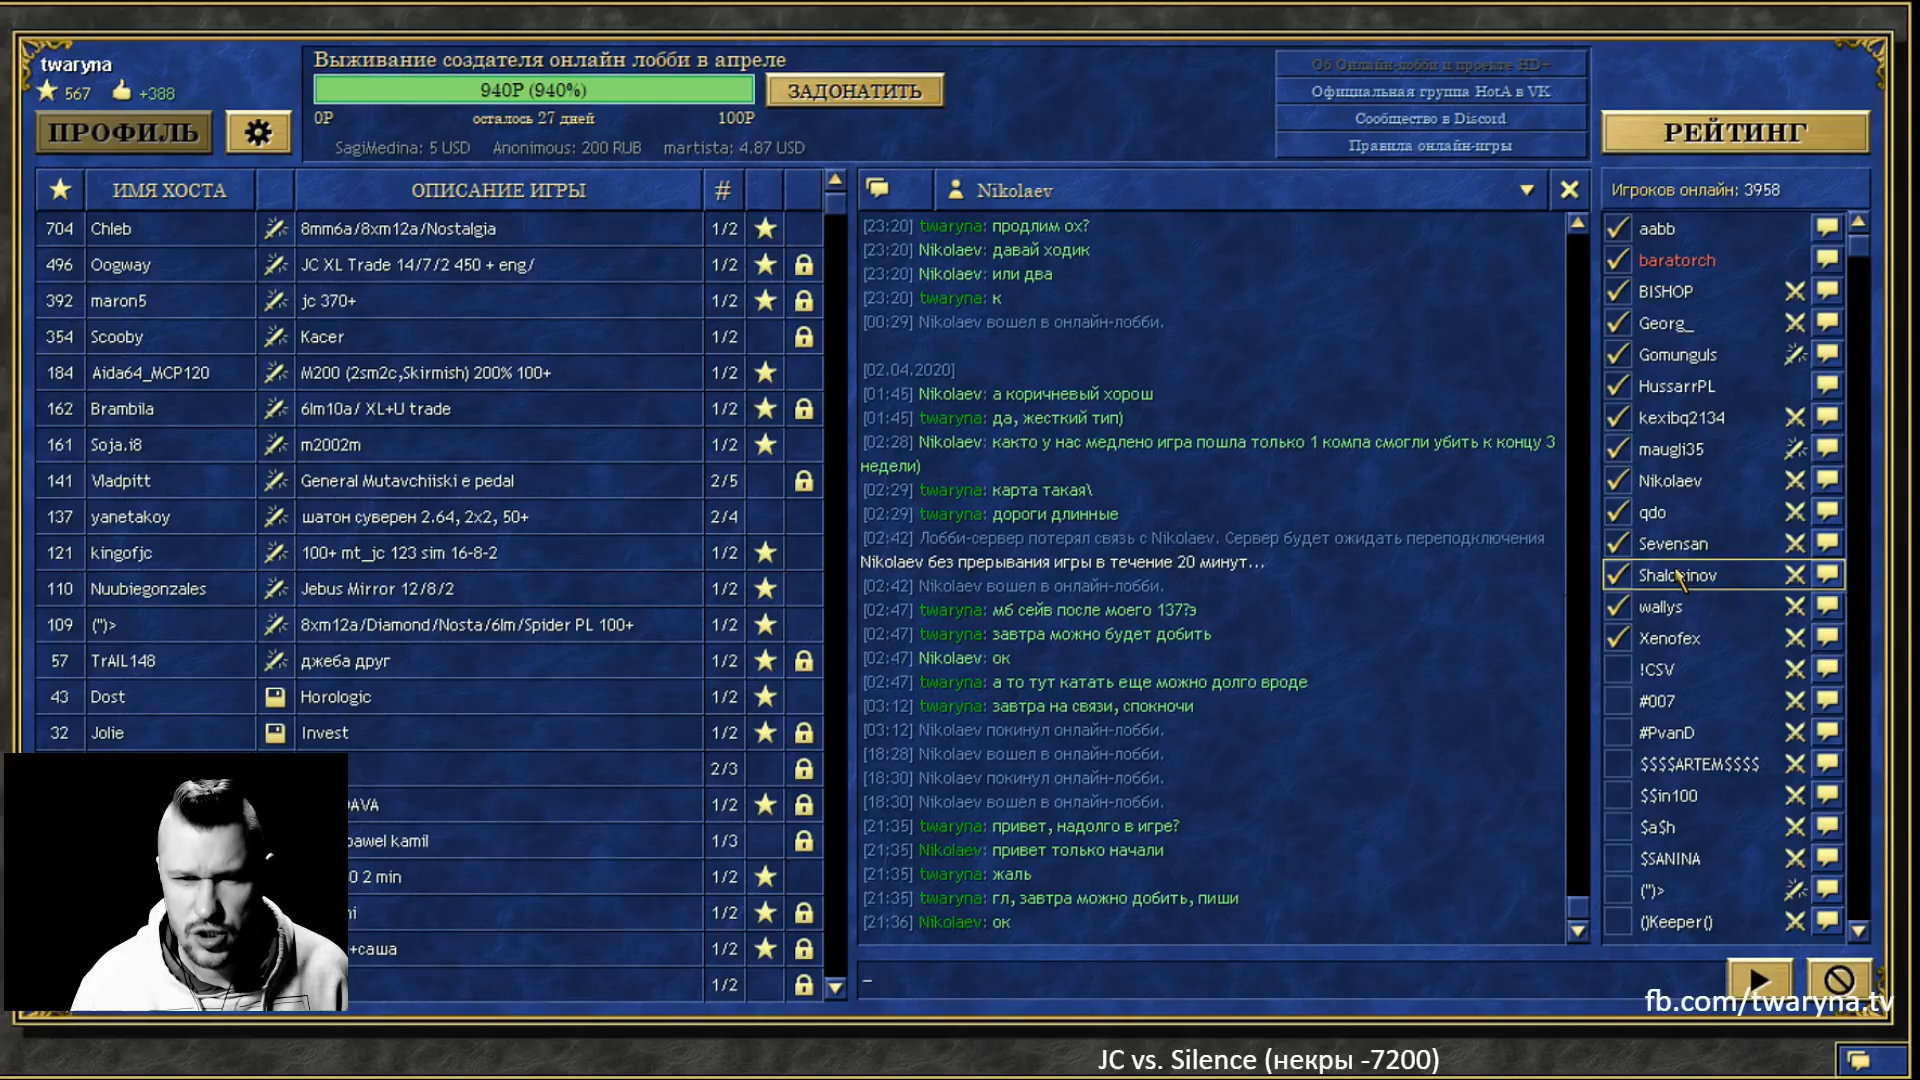 twaryna
567 +388
ПРОФИЛЬ
Выживание создателя онлайн лобби в апреле
940Р (940%)
ЗАДОНАТИТЬ
0Р осталось 27 дней 100Р
SagiMedina: 5 USD Anonimous: 200 RUB martista: 4.87 USD
Об Онлайн-лобби и проекте HD+
Официальная группа HotA в VK
Сообщество в Discord
Правила онлайн-игры
РЕЙТИНГ
ИМЯ ХОСТА ОПИСАНИЕ ИГРЫ #
704 Chleb 8mm6a/8xm12a/Nostalgia 1/2
496 Oogway JC XL Trade 14/7/2 450 + eng/ 1/2
392 maron5 jc 370+ 1/2
354 Scooby Kacer 1/2
184 Aida64_MCP120 M200 (2sm2c,Skirmish) 200% 100+ 1/2
162 Brambila 6lm10a/ XL+U trade 1/2
161 Soja.i8 m2002m 1/2
141 Vladpitt General Mutavchiiski e pedal 2/5
137 yanetakoy шатон суверен 2.64, 2x2, 50+ 2/4
121 kingofjc 100+ mt_jc 123 sim 16-8-2 1/2
110 Nuubiegonzales Jebus Mirror 12/8/2 1/2
109 (")> 8xm12a/Diamond/Nosta/6lm/Spider PL 100+ 1/2
57 TrAIL148 джеба друг 1/2
43 Dost Horologic 1/2
32 Jolie Invest 1/2
2/3
AVA 1/2
pawel kamil 1/3
0 2 min 1/2
ni 1/2
+саша 1/2
1/2
Nikolaev
[23:20] twaryna: продлим ох?
[23:20] Nikolaev: давай ходик
[23:20] Nikolaev: или два
[23:20] twaryna: к
[00:29] Nikolaev вошел в онлайн-лобби.
[02.04.2020]
[01:45] Nikolaev: а коричневый хорош
[01:45] twaryna: да, жесткий тип)
[02:28] Nikolaev: както у нас медлено игра пошла только 1 компа смогли убить к концу 3
недели)
[02:29] twaryna: карта такая\
[02:29] twaryna: дороги длинные
[02:42] Лобби-сервер потерял связь с Nikolaev. Сервер будет ожидать переподключения
Nikolaev без прерывания игры в течение 20 минут...
[02:42] Nikolaev вошел в онлайн-лобби.
[02:47] twaryna: мб сейв после моего 137?э
[02:47] twaryna: завтра можно будет добить
[02:47] Nikolaev: ок
[02:47] twaryna: а то тут катать еще можно долго вроде
[03:12] twaryna: завтра на связи, спокночи
[03:12] Nikolaev покинул онлайн-лобби.
[18:28] Nikolaev вошел в онлайн-лобби.
[18:30] Nikolaev покинул онлайн-лобби.
[18:30] Nikolaev вошел в онлайн-лобби.
[21:35] twaryna: привет, надолго в игре?
[21:35] Nikolaev: привет только начали
[21:35] twaryna: жаль
[21:35] twaryna: гл, завтра можно добить, пиши
[21:36] Nikolaev: ок
Игроков онлайн: 3958
aabb
baratorch
BISHOP
Georg_
Gomunguls
HussarrPL
kexibq2134
maugli35
Nikolaev
qdo
Sevensan
wallys
Xenofex
!CSV
#007
#PvanD
$$$$ARTEM$$$$
$$in100
$a$h
$SANINA
(")>
()Keeper()
fb.com/twaryna.tv
JC vs. Silence (некры -7200)